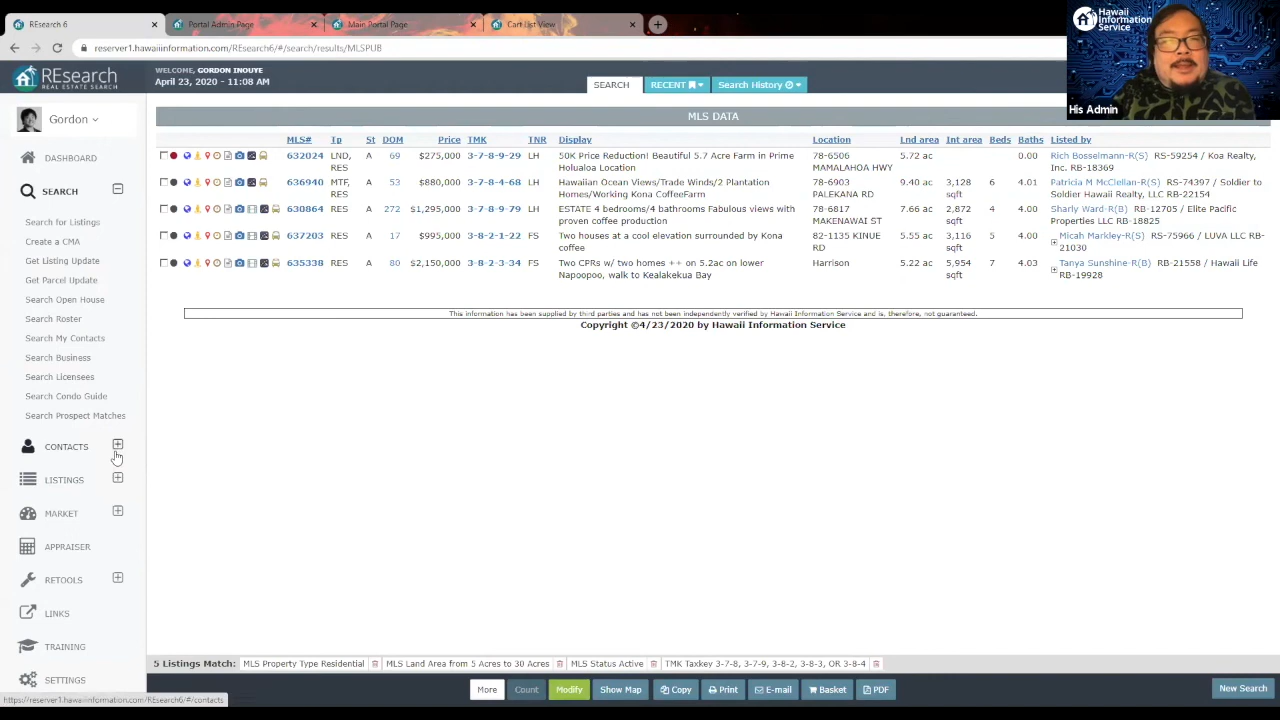 REsearch 6
Portal Admin Page
Main Portal Page
Cart List View
reserver1.hawaiiinformation.com/REsearch6/#/search/results/MLSPUB
Hawaii
Information
Service
His Admin
REsearch
REAL ESTATE SEARCH
WELCOME, GORDON INOUYE
April 23, 2020 - 11:08 AM
SEARCH
RECENT
Search History
Gordon
DASHBOARD
SEARCH
Search for Listings
Create a CMA
Get Listing Update
Get Parcel Update
Search Open House
Search Roster
Search My Contacts
Search Business
Search Licensees
Search Condo Guide
Search Prospect Matches
CONTACTS
LISTINGS
MARKET
APPRAISER
RETOOLS
LINKS
TRAINING
SETTINGS
https://reserver1.hawaiiinformation.com/REsearch6/#/contacts
MLS DATA
MLS# Tp St DOM Price TMK TNR Display Location Lnd area Int area Beds Baths Listed by
632024 LND, A 69 $275,000 3-7-8-9-29 LH 50K Price Reduction! Beautiful 5.7 Acre Farm in Prime 78-6506 5.72 ac 0.00 Rich Bosselmann-R(S) RS-59254 / Koa Realty,
RES Holualoa Location MAMALAHOA HWY Inc. RB-18369
636940 MTF, A 53 $880,000 3-7-8-4-68 LH Hawaiian Ocean Views/Trade Winds/2 Plantation 78-6903 9.40 ac 3,128 6 4.01 Patricia M McClellan-R(S) RS-74397 / Soldier to
RES Homes/Working Kona CoffeeFarm PALEKANA RD sqft Soldier Hawaii Realty, LLC RB-22154
630864 RES A 272 $1,295,000 3-7-8-9-79 LH ESTATE 4 bedrooms/4 bathrooms Fabulous views with 78-6817 7.66 ac 2,872 4 4.00 Sharly Ward-R(B) RB-12705 / Elite Pacific
proven coffee production MAKENAWAI ST sqft Properties LLC RB-18825
637203 RES A 17 $995,000 3-8-2-1-22 FS Two houses at a cool elevation surrounded by Kona 82-1135 KINUE 5.55 ac 3,116 5 4.00 Micah Markley-R(S) RS-75966 / LUVA LLC RB-
coffee RD sqft 21030
635338 RES A 80 $2,150,000 3-8-2-3-34 FS Two CPRs w/ two homes ++ on 5.2ac on lower Harrison 5.22 ac 5,954 7 4.03 Tanya Sunshine-R(B) RB-21558 / Hawaii Life
Napoopoo, walk to Kealakekua Bay sqft RB-19928
This information has been supplied by third parties and has not been independently verified by Hawaii Information Service and is, therefore, not guaranteed.
Copyright ©4/23/2020 by Hawaii Information Service
5 Listings Match: MLS Property Type Residential MLS Land Area from 5 Acres to 30 Acres MLS Status Active TMK Taxkey 3-7-8, 3-7-9, 3-8-2, 3-8-3, OR 3-8-4
More Count Modify Show Map Copy Print E-mail Basket PDF New Search